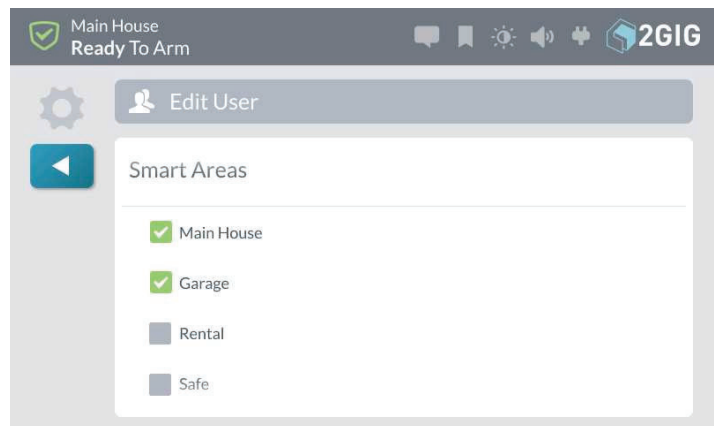 Main House
Ready To Arm
2GIG
Edit User
Smart Areas
Main House
Garage
Rental
Safe